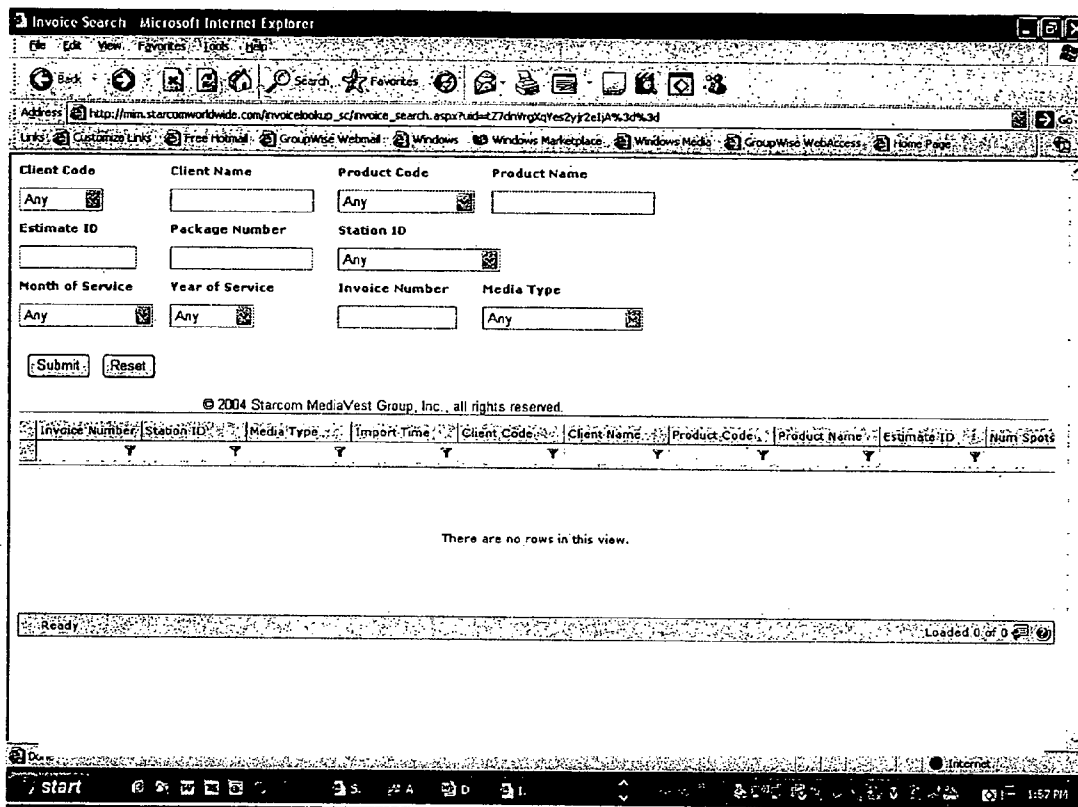 Invoice Search - Microsoft Internet Explorer
File Edit View Favorites Tools Help
Back Search Favorites
Address http://mim.starcomworldwide.com/invoicelookup_sc/invoice_search.aspx?
Links Customize Links Free Hotmail GroupWise Webmail Windows Windows Marketplace Windows Media GroupWise WebAccess Home Page
Client Code Client Name Product Code Product Name
Any Any
Estimate ID Package Number Station ID
Any
Month of Service Year of Service Invoice Number Media Type
Any Any Any
Submit Reset
© 2004 Starcom MediaVest Group, Inc., all rights reserved.
Invoice Number Station ID Media Type Import Time Client Code Client Name Product Code Product Name Estimate ID Num Spots
There are no rows in this view.
Ready Loaded 0 of 0
Done Internet
start S. A D I. 1:57 PM